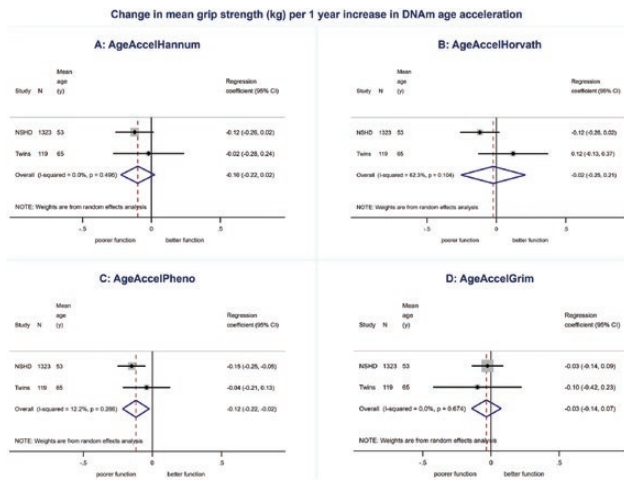 Change in mean grip strength (kg) per 1 year increase in DNAm age acceleration
A: AgeAccelHannum
Mean
age
(y)
Regression
coefficient (95% CI)
Study N
NSHD 1323 53 -0.12 (-0.26, 0.02)
Twins 119 65 -0.02 (-0.28, 0.24)
Overall (I-squared = 0.0%, p = 0.498) -0.16 (-0.22, 0.02)
NOTE: Weights are from random effects analysis
-.5 0 .5
poorer function better function
B: AgeAccelHorvath
Mean
age
(y)
Regression
coefficient (95% CI)
Study N
NSHD 1323 53 -0.12 (-0.26, 0.02)
Twins 119 65 0.12 (-0.13, 0.37)
Overall (I-squared = 62.3%, p = 0.104) -0.02 (-0.25, 0.21)
NOTE: Weights are from random effects analysis
-.5 0 .5
poorer function better function
C: AgeAccelPheno
Mean
age
(y)
Regression
coefficient (95% CI)
Study N
NSHD 1323 53 -0.15 (-0.25, -0.05)
Twins 119 65 -0.04 (-0.21, 0.13)
Overall (I-squared = 12.2%, p = 0.286) -0.12 (-0.22, -0.02)
NOTE: Weights are from random effects analysis
-.5 0 .5
poorer function better function
D: AgeAccelGrim
Mean
age
(y)
Regression
coefficient (95% CI)
Study N
NSHD 1323 53 -0.03 (-0.14, 0.09)
Twins 119 65 -0.10 (-0.42, 0.23)
Overall (I-squared = 0.0%, p = 0.674) -0.03 (-0.14, 0.07)
NOTE: Weights are from random effects analysis
-.5 0 .5
poorer function better function